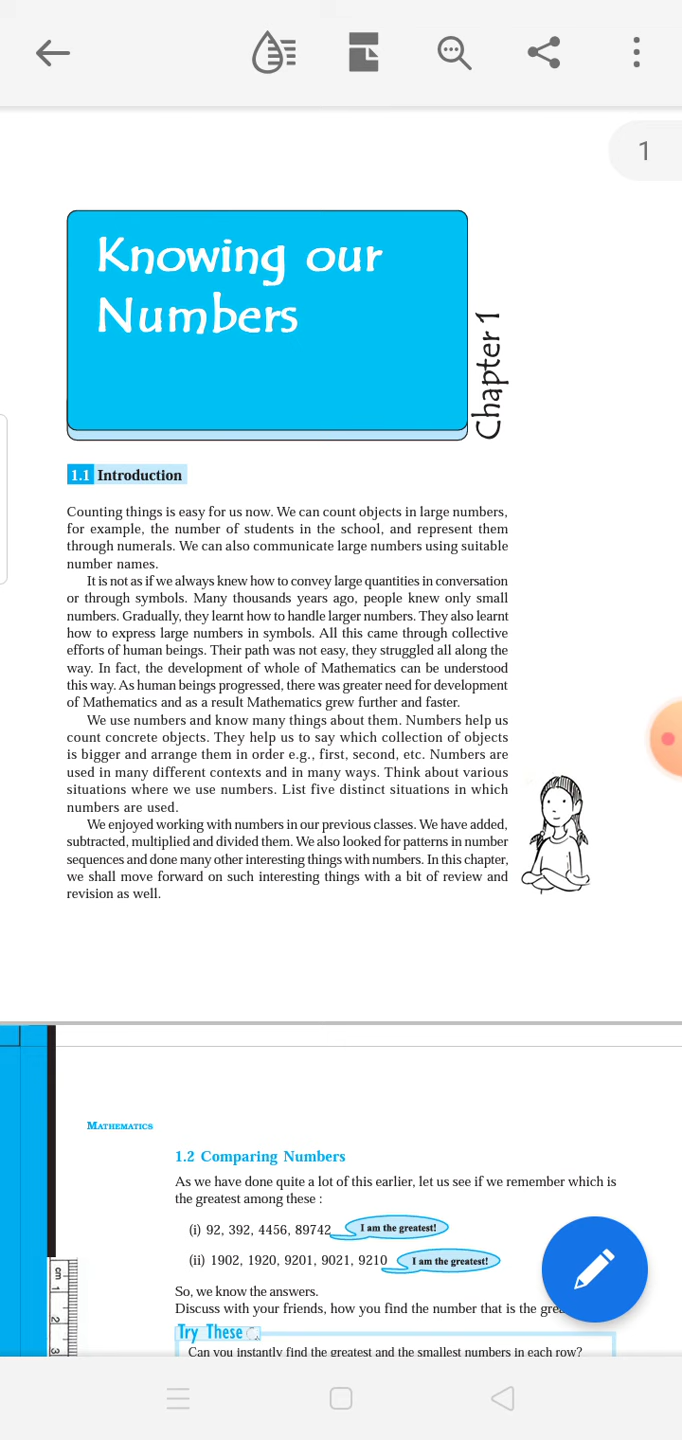 1
Knowing our
Numbers
Chapter 1
1.1 Introduction
Counting things is easy for us now. We can count objects in large numbers,
for example, the number of students in the school, and represent them
through numerals. We can also communicate large numbers using suitable
number names.
It is not as if we always knew how to convey large quantities in conversation
or through symbols. Many thousands years ago, people knew only small
numbers. Gradually, they learnt how to handle larger numbers. They also learnt
how to express large numbers in symbols. All this came through collective
efforts of human beings. Their path was not easy, they struggled all along the
way. In fact, the development of whole of Mathematics can be understood
this way. As human beings progressed, there was greater need for development
of Mathematics and as a result Mathematics grew further and faster.
We use numbers and know many things about them. Numbers help us
count concrete objects. They help us to say which collection of objects
is bigger and arrange them in order e.g., first, second, etc. Numbers are
used in many different contexts and in many ways. Think about various
situations where we use numbers. List five distinct situations in which
numbers are used.
We enjoyed working with numbers in our previous classes. We have added,
subtracted, multiplied and divided them. We also looked for patterns in number
sequences and done many other interesting things with numbers. In this chapter,
we shall move forward on such interesting things with a bit of review and
revision as well.
MATHEMATICS
1.2 Comparing Numbers
As we have done quite a lot of this earlier, let us see if we remember which is
the greatest among these :
(i) 92, 392, 4456, 89742 I am the greatest!
(ii) 1902, 1920, 9201, 9021, 9210 I am the greatest!
So, we know the answers.
Discuss with your friends, how you find the number that is the
Try These
Can you instantly find the greatest and the smallest numbers in each row?
cm 1
2
3